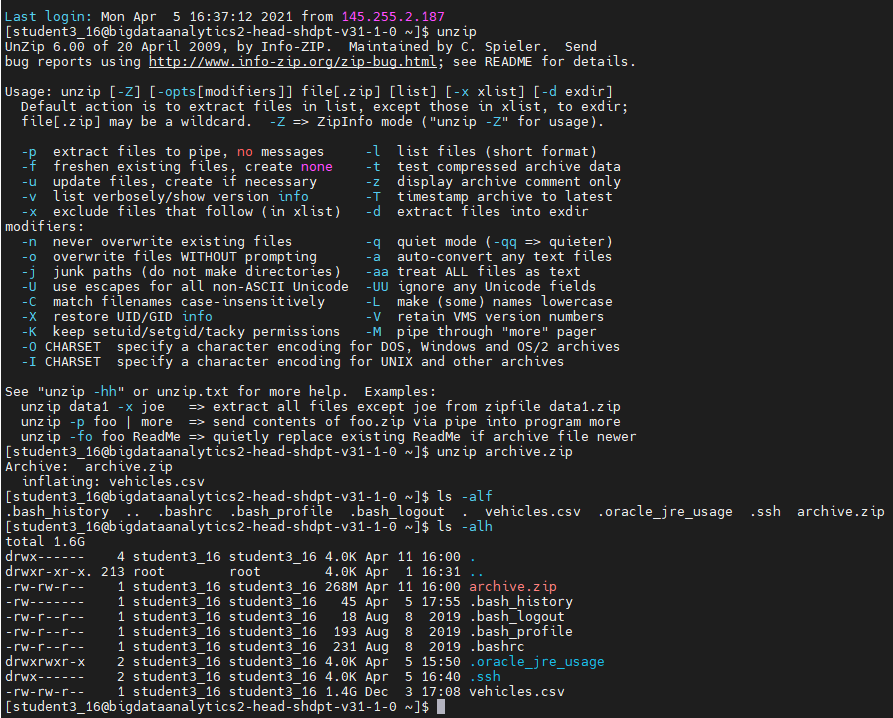 Last login: Mon Apr  5 16:37:12 2021 from 145.255.2.187
[student3_16@bigdataanalytics2-head-shdpt-v31-1-0 ~]$ unzip
UnZip 6.00 of 20 April 2009, by Info-ZIP.  Maintained by C. Spieler.  Send
bug reports using http://www.info-zip.org/zip-bug.html; see README for details.

Usage: unzip [-Z] [-opts[modifiers]] file[.zip] [list] [-x xlist] [-d exdir]
  Default action is to extract files in list, except those in xlist, to exdir;
  file[.zip] may be a wildcard.  -Z => ZipInfo mode ("unzip -Z" for usage).

  -p  extract files to pipe, no messages     -l  list files (short format)
  -f  freshen existing files, create none    -t  test compressed archive data
  -u  update files, create if necessary      -z  display archive comment only
  -v  list verbosely/show version info       -T  timestamp archive to latest
  -x  exclude files that follow (in xlist)   -d  extract files into exdir
modifiers:
  -n  never overwrite existing files         -q  quiet mode (-qq => quieter)
  -o  overwrite files WITHOUT prompting      -a  auto-convert any text files
  -j  junk paths (do not make directories)   -aa treat ALL files as text
  -U  use escapes for all non-ASCII Unicode  -UU ignore any Unicode fields
  -C  match filenames case-insensitively     -L  make (some) names lowercase
  -X  restore UID/GID info                   -V  retain VMS version numbers
  -K  keep setuid/setgid/tacky permissions   -M  pipe through "more" pager
  -O CHARSET  specify a character encoding for DOS, Windows and OS/2 archives
  -I CHARSET  specify a character encoding for UNIX and other archives

See "unzip -hh" or unzip.txt for more help.  Examples:
  unzip data1 -x joe   => extract all files except joe from zipfile data1.zip
  unzip -p foo | more  => send contents of foo.zip via pipe into program more
  unzip -fo foo ReadMe => quietly replace existing ReadMe if archive file newer
[student3_16@bigdataanalytics2-head-shdpt-v31-1-0 ~]$ unzip archive.zip
Archive:  archive.zip
  inflating: vehicles.csv
[student3_16@bigdataanalytics2-head-shdpt-v31-1-0 ~]$ ls -alf
.bash_history  ..  .bashrc  .bash_profile  .bash_logout  .  vehicles.csv  .oracle_jre_usage  .ssh  archive.zip
[student3_16@bigdataanalytics2-head-shdpt-v31-1-0 ~]$ ls -alh
total 1.6G
drwx------    4 student3_16 student3_16 4.0K Apr 11 16:00 .
drwxr-xr-x. 213 root        root        4.0K Apr  1 16:31 ..
-rw-rw-r--    1 student3_16 student3_16 268M Apr 11 16:00 archive.zip
-rw-------    1 student3_16 student3_16   45 Apr  5 17:55 .bash_history
-rw-r--r--    1 student3_16 student3_16   18 Aug  8  2019 .bash_logout
-rw-r--r--    1 student3_16 student3_16  193 Aug  8  2019 .bash_profile
-rw-r--r--    1 student3_16 student3_16  231 Aug  8  2019 .bashrc
drwxrwxr-x    2 student3_16 student3_16 4.0K Apr  5 15:50 .oracle_jre_usage
drwx------    2 student3_16 student3_16 4.0K Apr  5 16:40 .ssh
-rw-rw-r--    1 student3_16 student3_16 1.4G Dec  3 17:08 vehicles.csv
[student3_16@bigdataanalytics2-head-shdpt-v31-1-0 ~]$